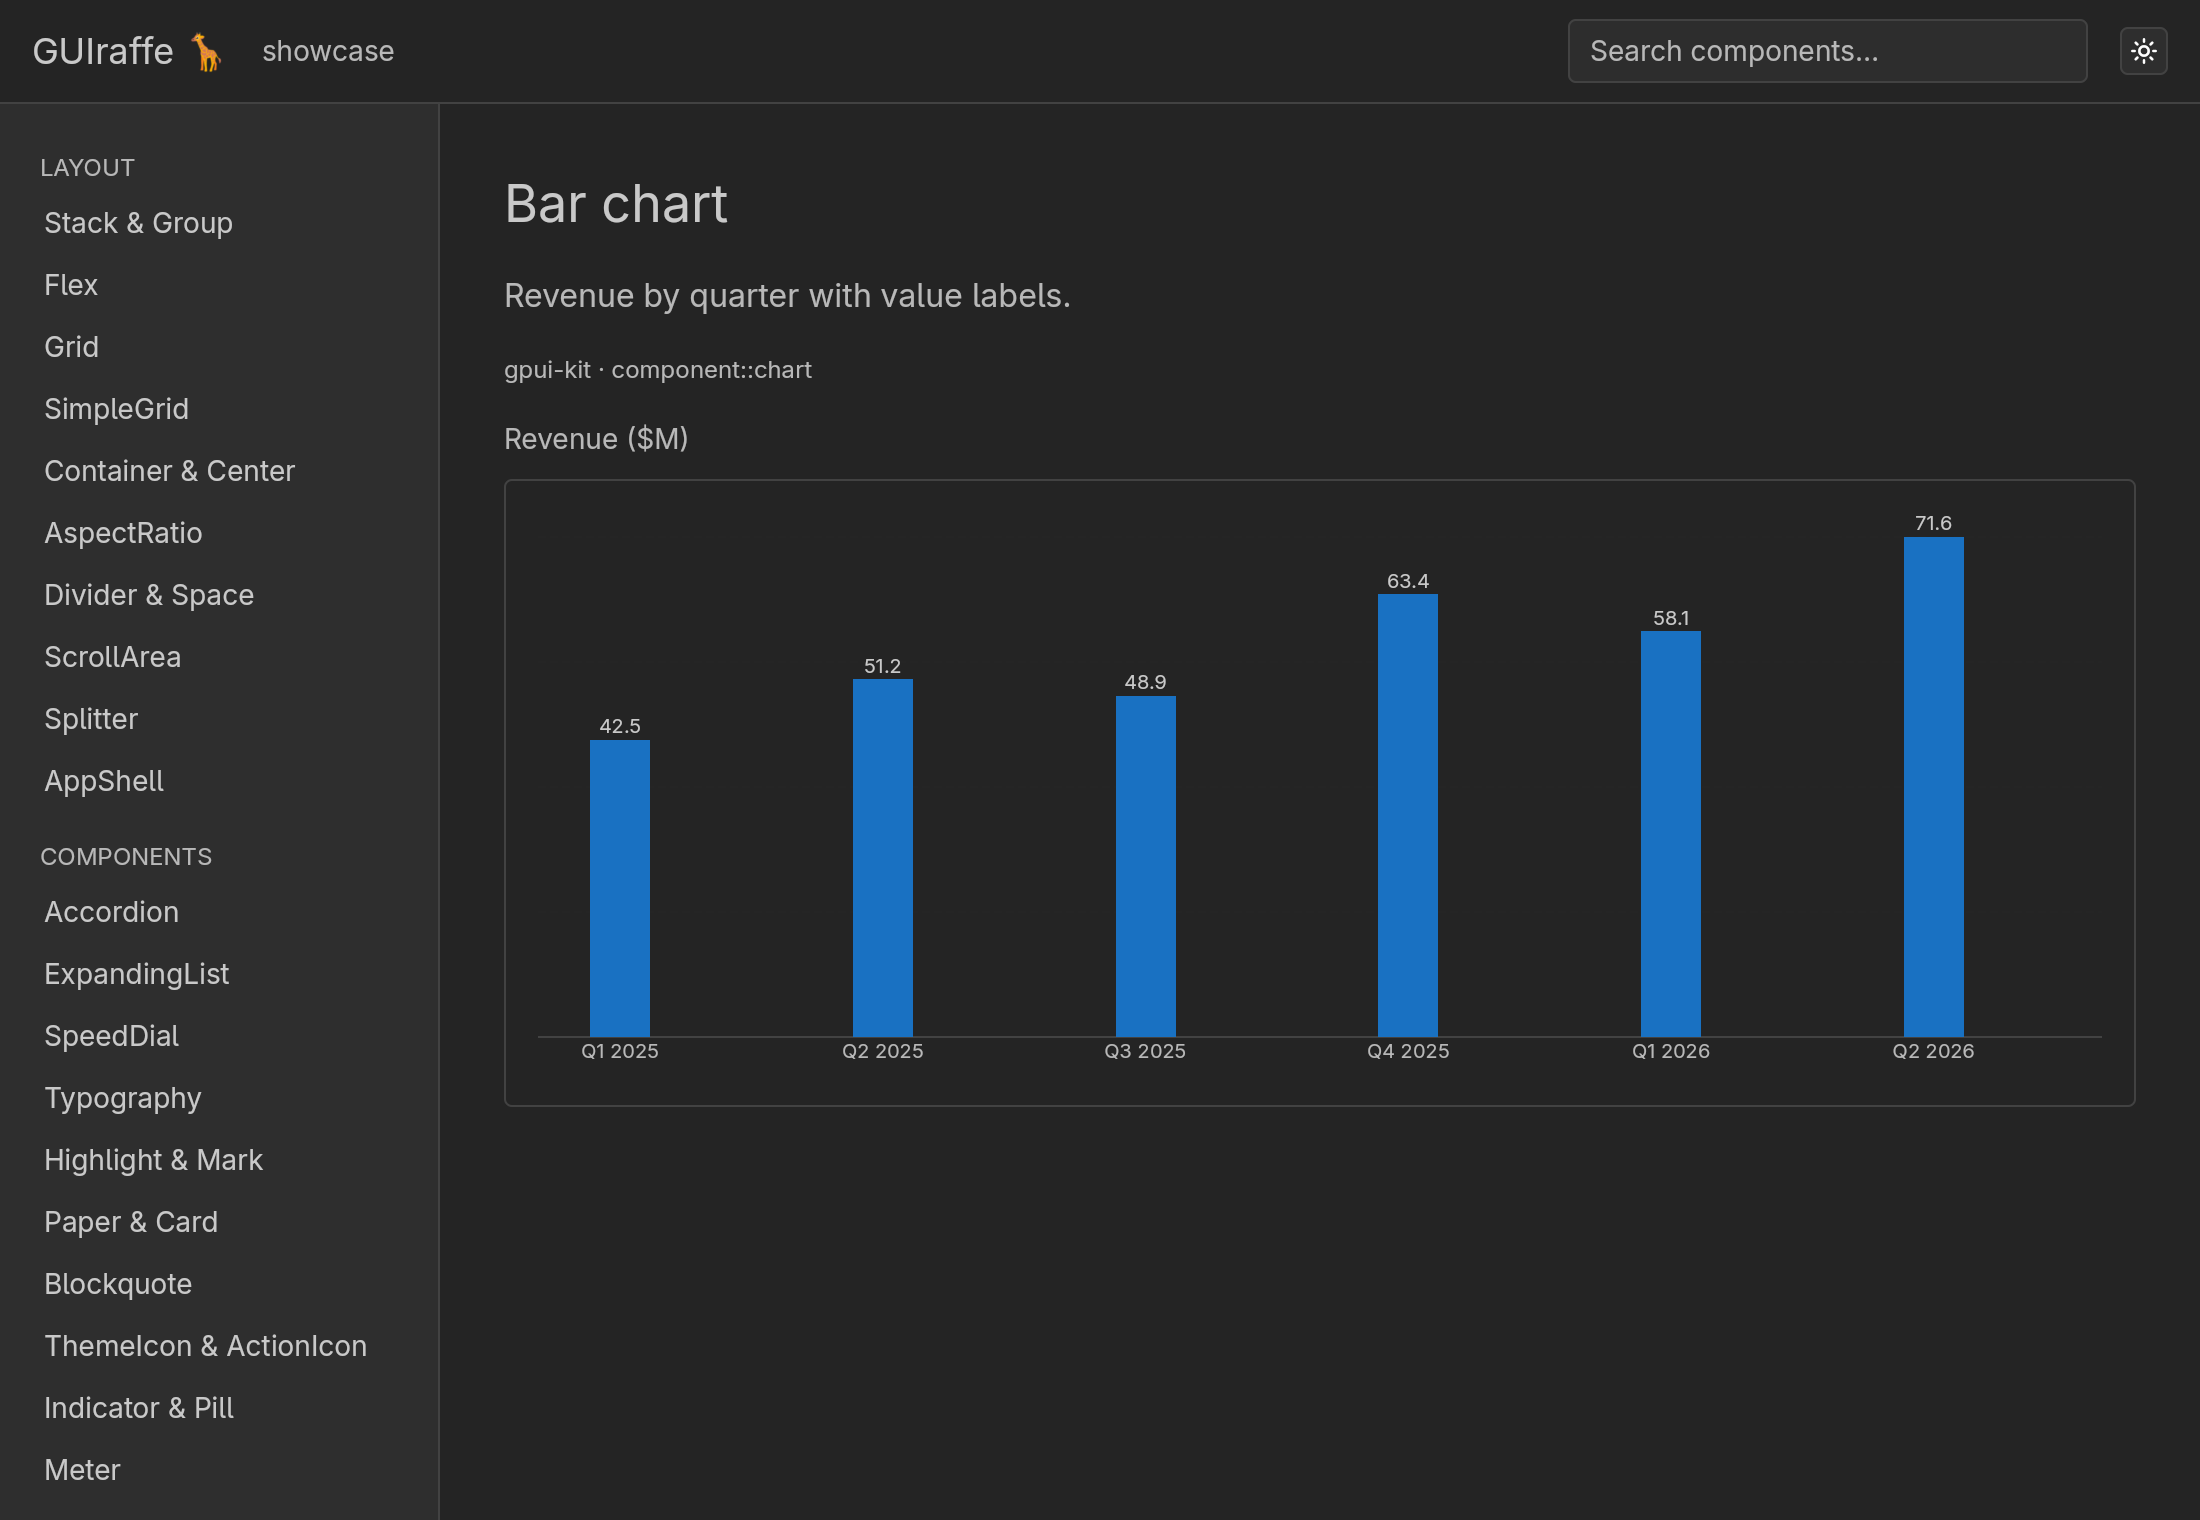 GUIraffe 🦒 showcase
Search components...
LAYOUT
Stack & Group
Flex
Grid
SimpleGrid
Container & Center
AspectRatio
Divider & Space
ScrollArea
Splitter
AppShell
COMPONENTS
Accordion
ExpandingList
SpeedDial
Typography
Highlight & Mark
Paper & Card
Blockquote
ThemeIcon & ActionIcon
Indicator & Pill
Meter
Bar chart
Revenue by quarter with value labels.
gpui-kit · component::chart
Revenue ($M)
42.5
51.2
48.9
63.4
58.1
71.6
Q1 2025
Q2 2025
Q3 2025
Q4 2025
Q1 2026
Q2 2026